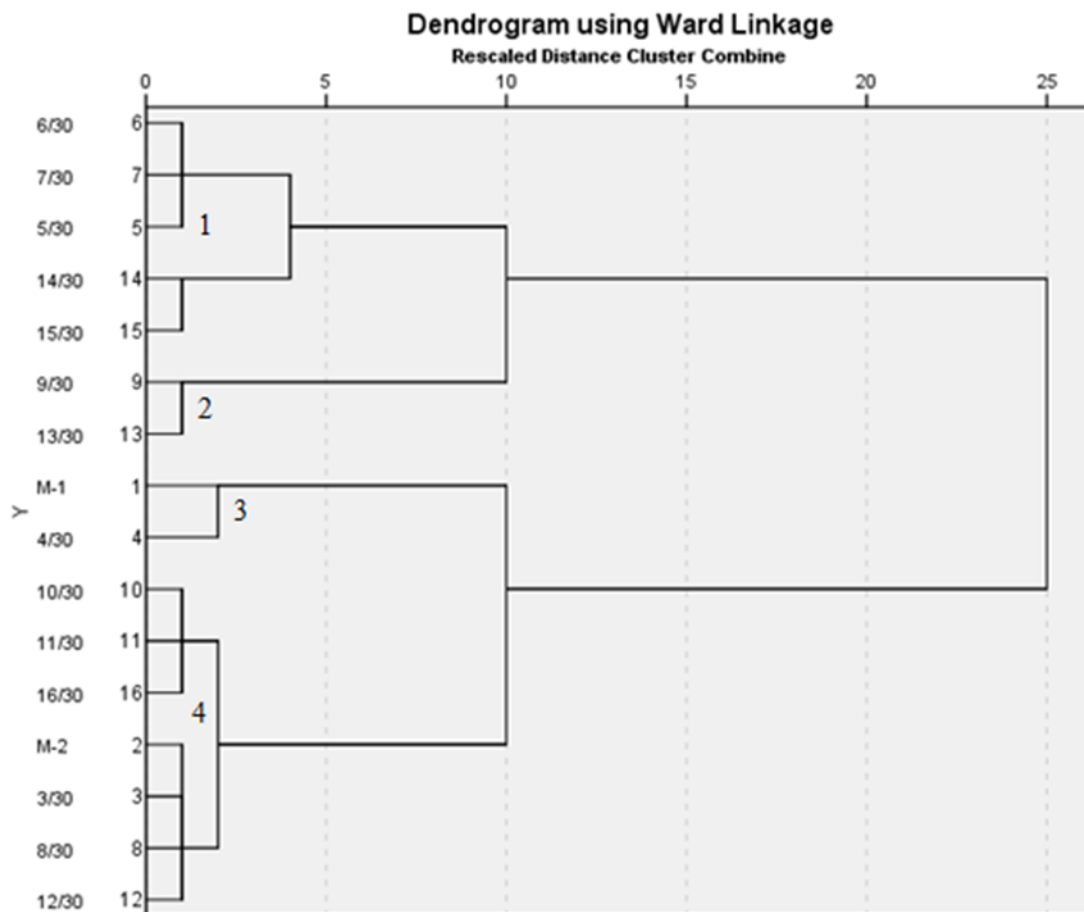 Dendrogram using Ward Linkage
Rescaled Distance Cluster Combine
0 5 10 15 20 25
6/30 6
7/30 7
5/30 5 1
14/30 14
15/30 15
9/30 9
2
13/30 13
M-1 1
Y 3
4/30 4
10/30 10
11/30 11
16/30 16
4
M-2 2
3/30 3
8/30 8
12/30 12